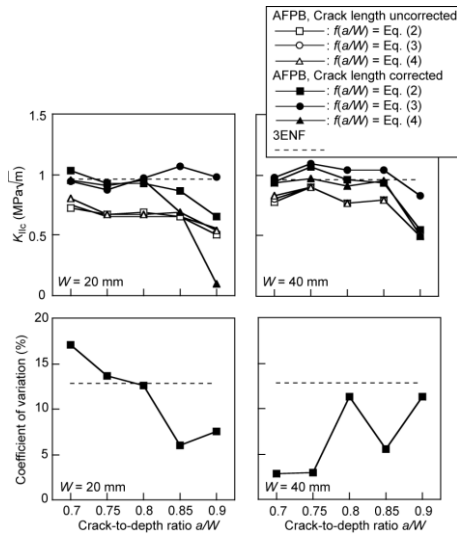 AFPB, Crack length uncorrected
: f(a/W) = Eq. (2)
: f(a/W) = Eq. (3)
: f(a/W) = Eq. (4)
AFPB, Crack length corrected
: f(a/W) = Eq. (2)
: f(a/W) = Eq. (3)
: f(a/W) = Eq. (4)
3ENF
1.5
1
0.5
0
KIIc (MPa√m)
W = 20 mm
W = 40 mm
20
15
10
5
0
Coefficient of variation (%)
W = 20 mm
W = 40 mm
0.7 0.75 0.8 0.85 0.9
0.7 0.75 0.8 0.85 0.9
Crack-to-depth ratio a/W
Crack-to-depth ratio a/W